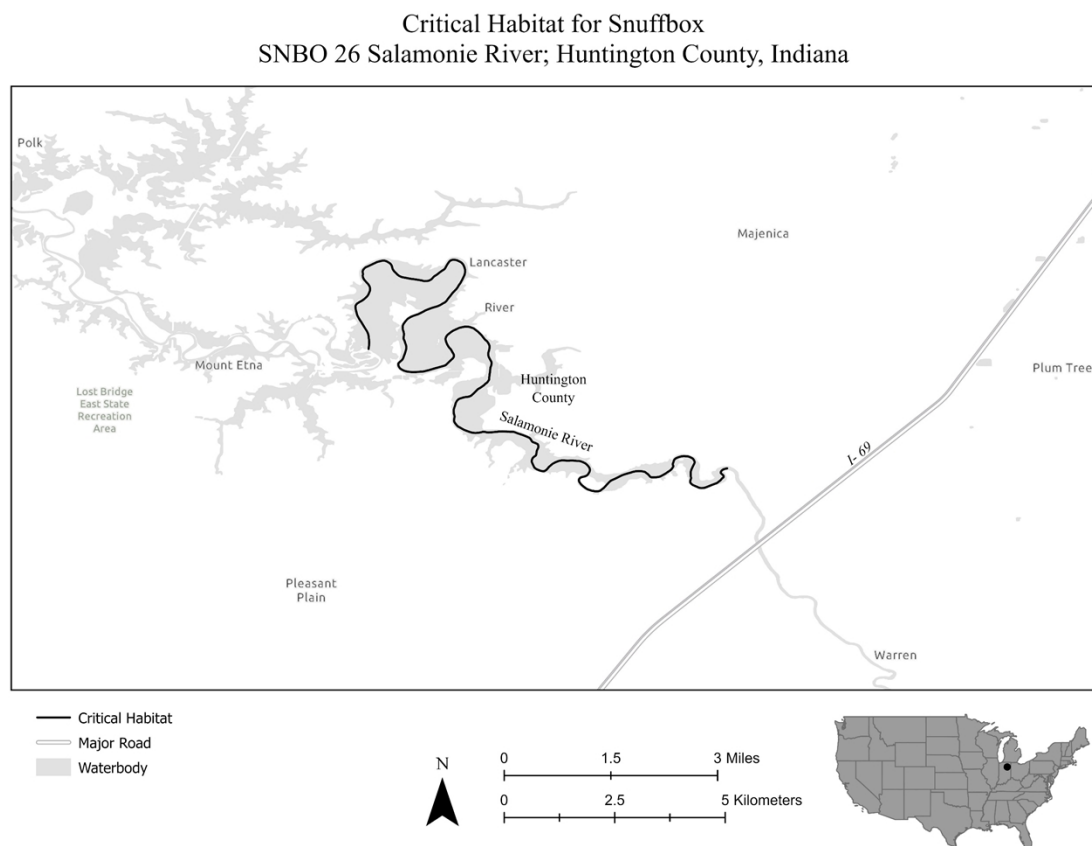 Critical Habitat for Snuffbox
SNBO 26 Salamonie River; Huntington County, Indiana
Polk
Majenica
Lancaster
River
Mount Etna
Plum Tree
Huntington
County
Lost Bridge
East State
Recreation
Area
Salamonie River
I- 69
Pleasant
Plain
Warren
Critical Habitat
Major Road
Waterbody
N
0 1.5 3 Miles
0 2.5 5 Kilometers